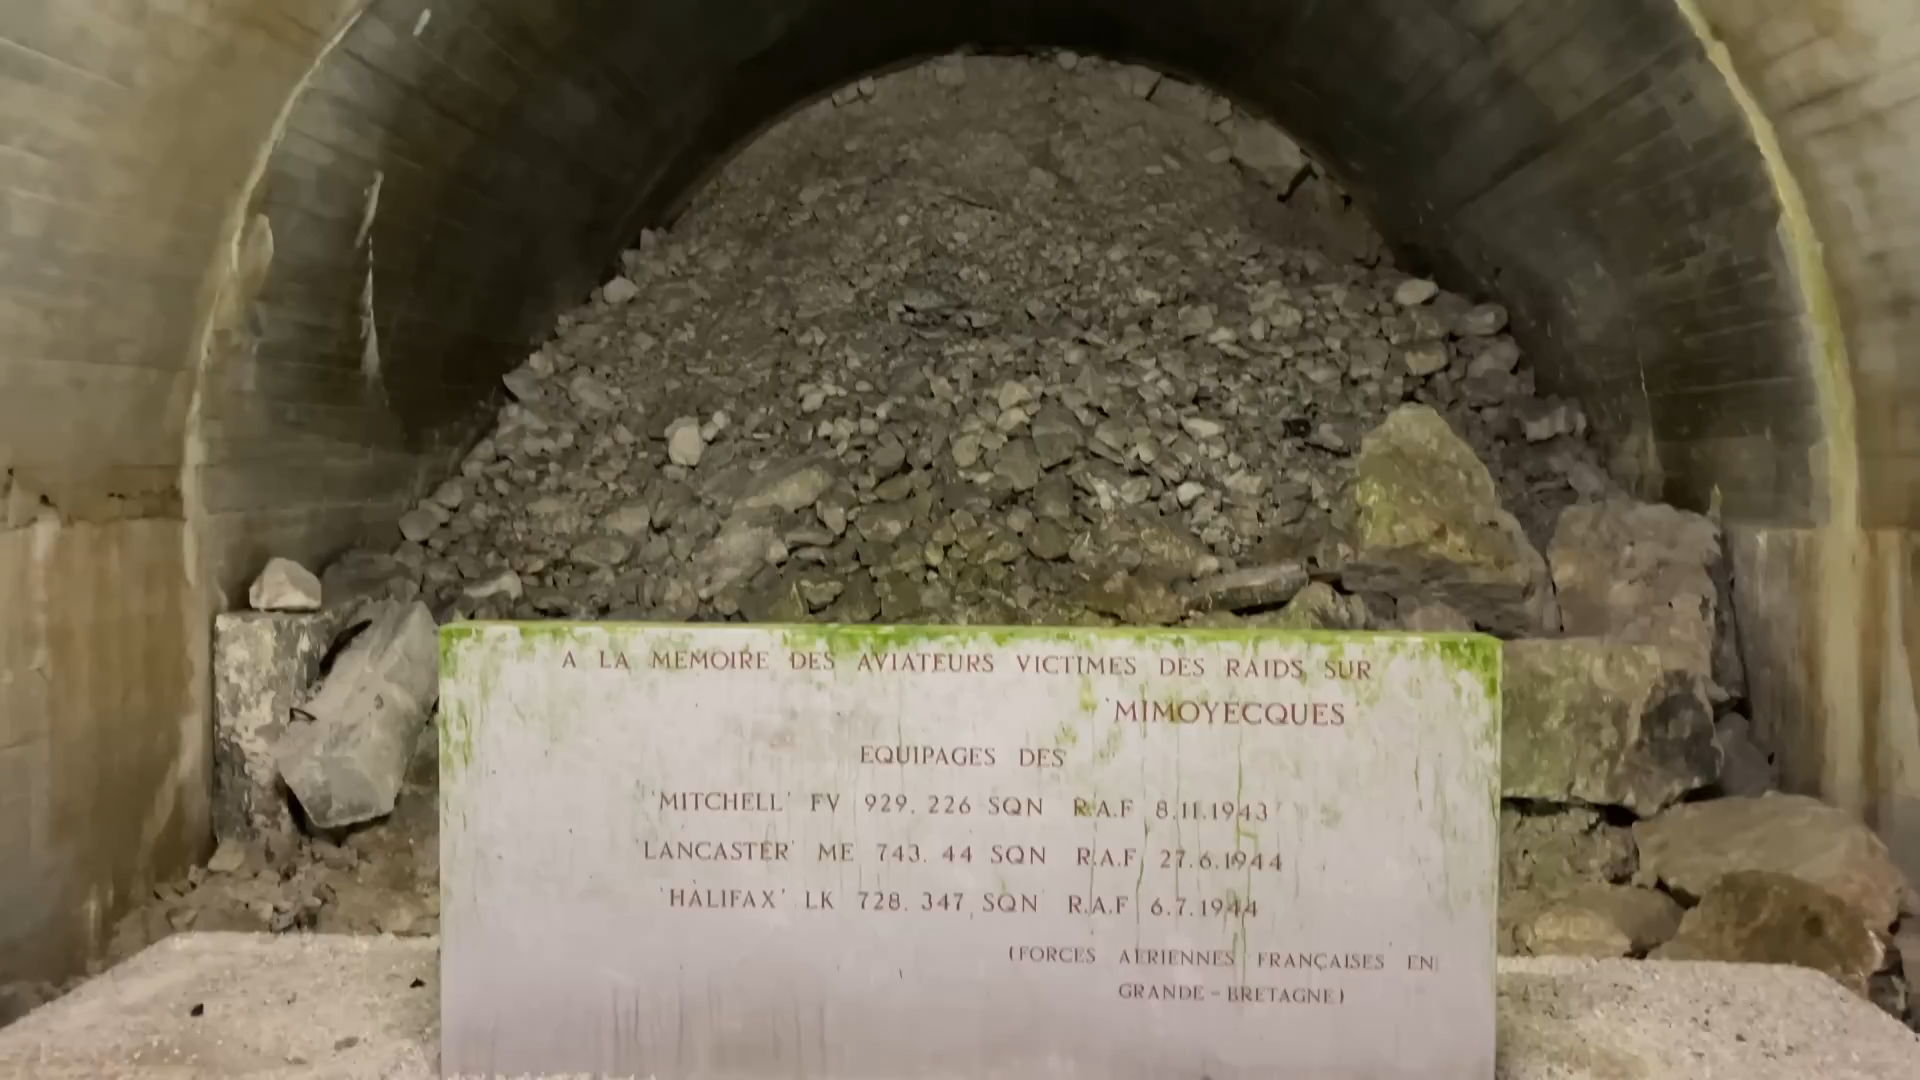 A LA MEMOIRE DES AVIATEURS VICTIMES DES RAIDS SUR
'MIMOYECQUES'
EQUIPAGES DES
'MITCHELL' FV 929. 226 SQN R.A.F 8.11.1943
'LANCASTER' ME 743. 44 SQN R.A.F 27.6.1944
'HALIFAX' LK 728. 347 SQN R.A.F 6.7.1944
(FORCES AERIENNES FRANÇAISES EN
GRANDE-BRETAGNE)